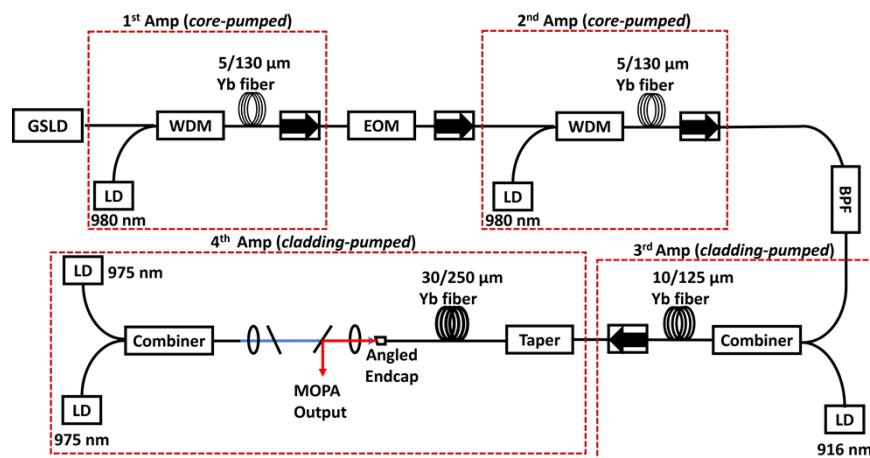 1st Amp (core-pumped)
2nd Amp (core-pumped)
5/130 µm
Yb fiber
5/130 µm
Yb fiber
GSLD
WDM
EOM
WDM
LD
980 nm
LD
980 nm
BPF
4th Amp (cladding-pumped)
3rd Amp (cladding-pumped)
LD
975 nm
30/250 µm
Yb fiber
10/125 µm
Yb fiber
Combiner
Taper
Combiner
Angled
Endcap
MOPA
Output
LD
975 nm
LD
916 nm